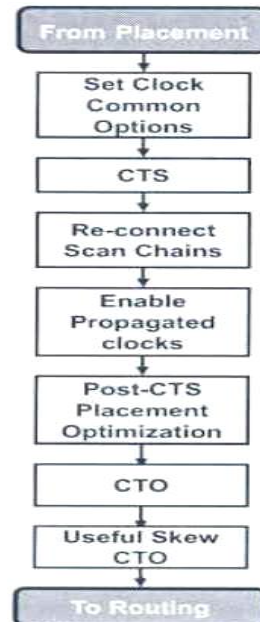 From Placement
Set Clock
Common
Options
CTS
Re-connect
Scan Chains
Enable
Propagated
clocks
Post-CTS
Placement
Optimization
CTO
Useful Skew
CTO
To Routing